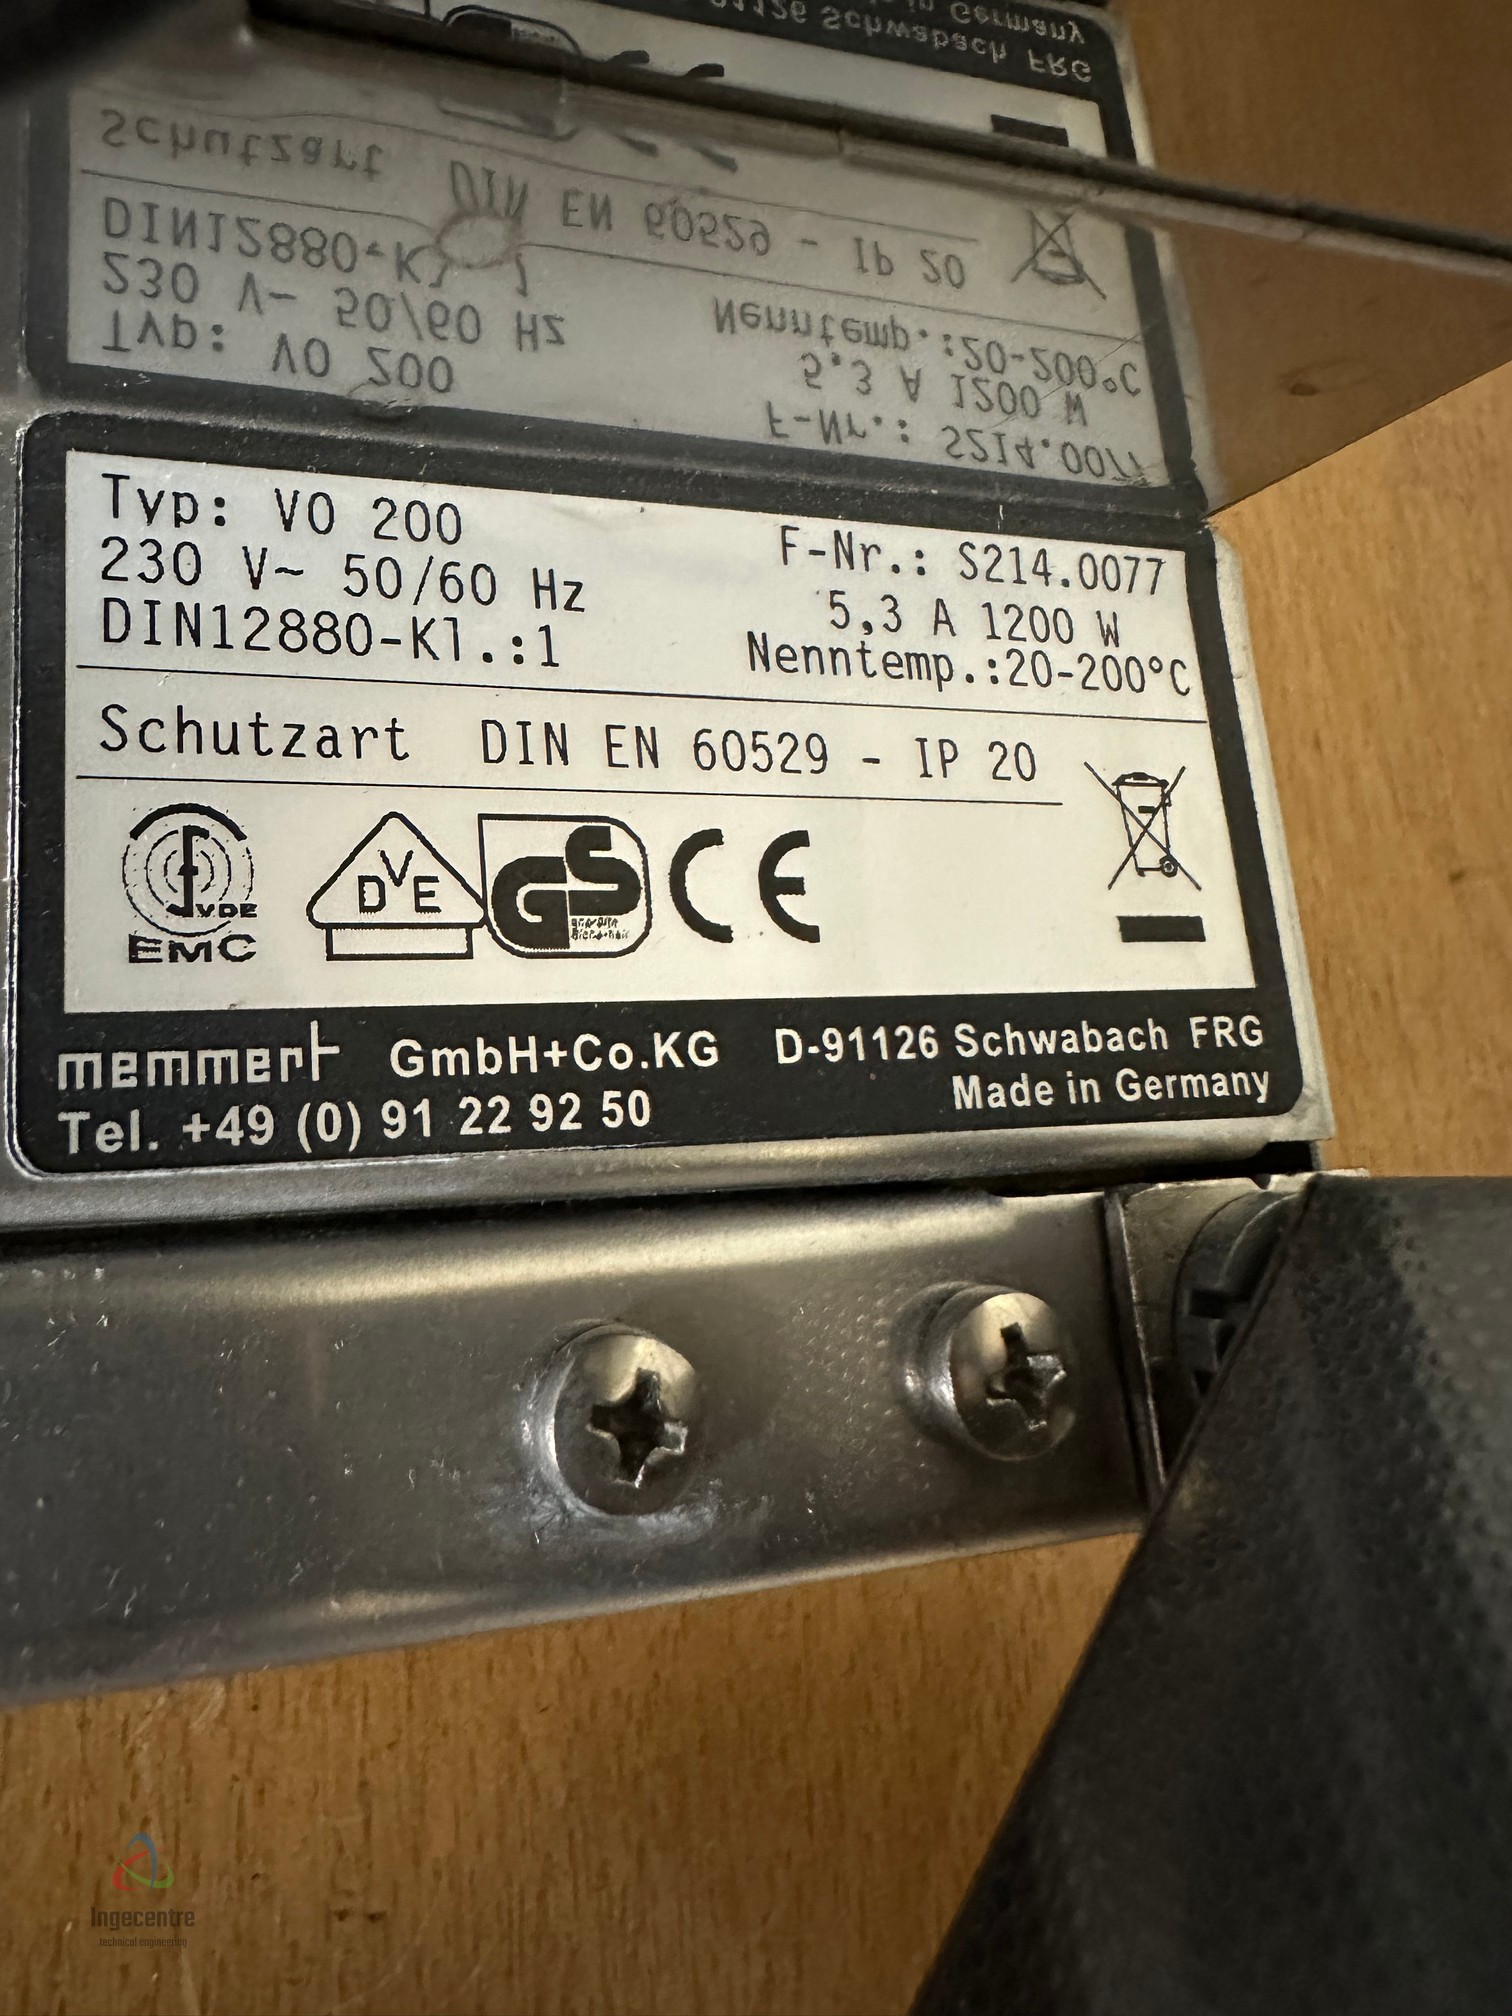 Typ: VO 200
F-Nr.: S214.0077
230 V~ 50/60 Hz
5,3 A 1200 W
DIN12880-Kl.:1
Nenntemp.:20-200°C
Schutzart DIN EN 60529 - IP 20
VDE
EMC
DVE
GS
CE
memmert GmbH+Co.KG D-91126 Schwabach FRG
Tel. +49 (0) 91 22 92 50
Made in Germany
Ingecentre
technical engineering